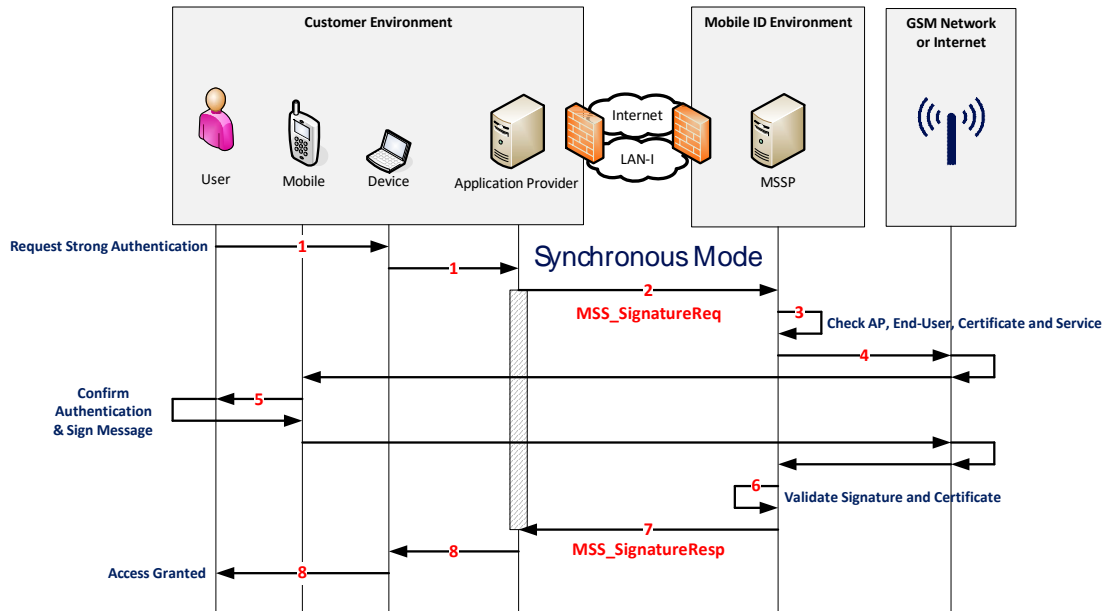 Customer Environment
Mobile ID Environment
GSM Network
or Internet
Internet
LAN-I
User
Mobile
Device
Application Provider
MSSP
Request Strong Authentication
1
1
Synchronous Mode
2
MSS_SignatureReq
3
Check AP, End-User, Certificate and Service
4
Confirm
Authentication
& Sign Message
5
6
Validate Signature and Certificate
7
MSS_SignatureResp
8
Access Granted
8